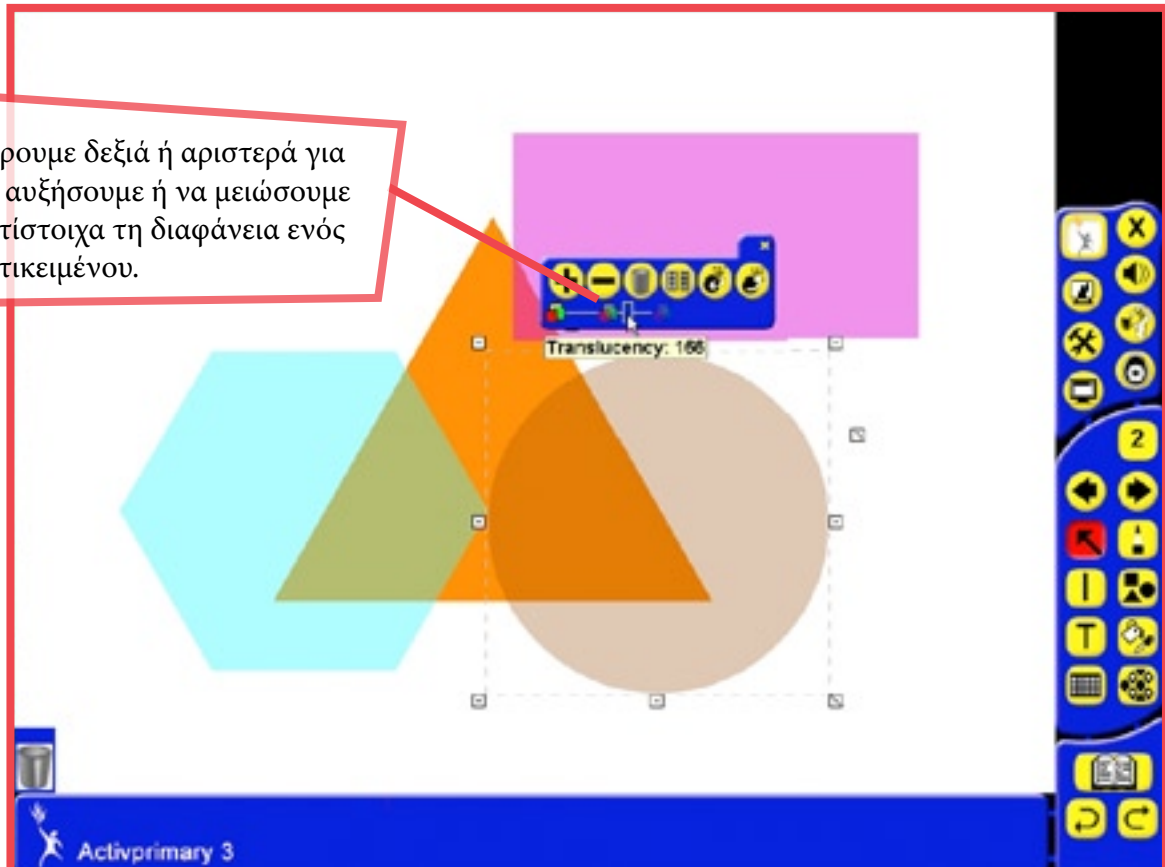 ρουμε δεξιά ή αριστερά για
αυξήσουμε ή να μειώσουμε
τίστοιχα τη διαφάνεια ενός
τικειμένου.
Translucency: 166
X
2
T
Activprimary 3